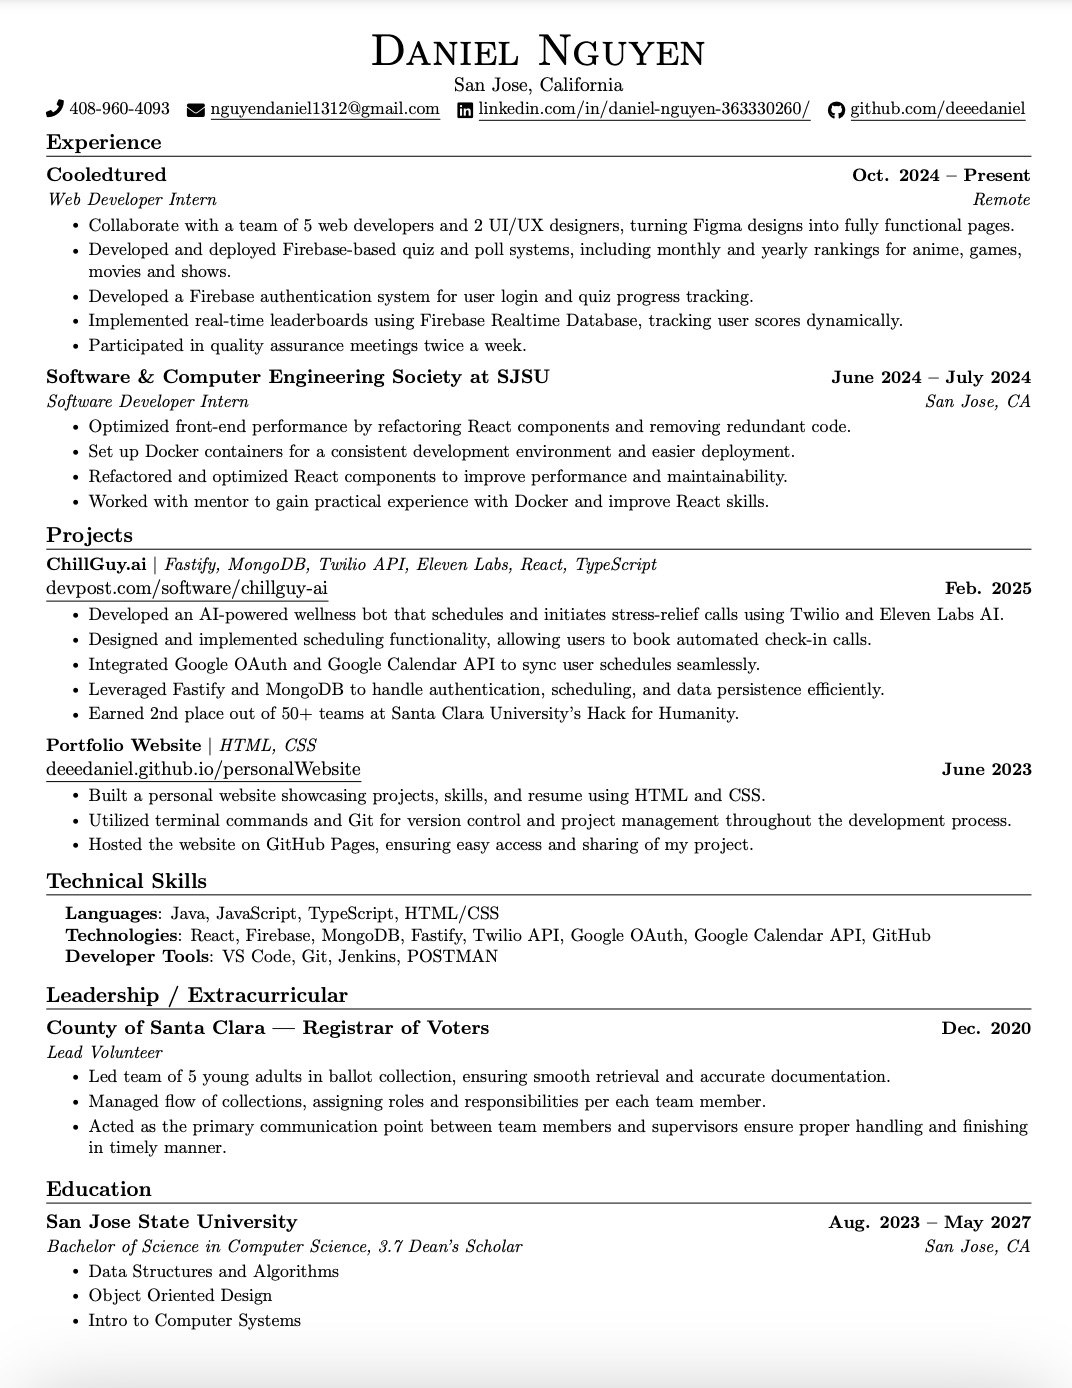 Daniel Nguyen
San Jose, California
408-960-4093 nguyendaniel1312@gmail.com linkedin.com/in/daniel-nguyen-363330260/ github.com/deeedaniel
Experience
Cooledtured Oct. 2024 – Present
Web Developer Intern Remote
• Collaborate with a team of 5 web developers and 2 UI/UX designers, turning Figma designs into fully functional pages.
• Developed and deployed Firebase-based quiz and poll systems, including monthly and yearly rankings for anime, games,
movies and shows.
• Developed a Firebase authentication system for user login and quiz progress tracking.
• Implemented real-time leaderboards using Firebase Realtime Database, tracking user scores dynamically.
• Participated in quality assurance meetings twice a week.
Software & Computer Engineering Society at SJSU June 2024 – July 2024
Software Developer Intern San Jose, CA
• Optimized front-end performance by refactoring React components and removing redundant code.
• Set up Docker containers for a consistent development environment and easier deployment.
• Refactored and optimized React components to improve performance and maintainability.
• Worked with mentor to gain practical experience with Docker and improve React skills.
Projects
ChillGuy.ai | Fastify, MongoDB, Twilio API, Eleven Labs, React, TypeScript
devpost.com/software/chillguy-ai Feb. 2025
• Developed an AI-powered wellness bot that schedules and initiates stress-relief calls using Twilio and Eleven Labs AI.
• Designed and implemented scheduling functionality, allowing users to book automated check-in calls.
• Integrated Google OAuth and Google Calendar API to sync user schedules seamlessly.
• Leveraged Fastify and MongoDB to handle authentication, scheduling, and data persistence efficiently.
• Earned 2nd place out of 50+ teams at Santa Clara University's Hack for Humanity.
Portfolio Website | HTML, CSS
deeedaniel.github.io/personalWebsite June 2023
• Built a personal website showcasing projects, skills, and resume using HTML and CSS.
• Utilized terminal commands and Git for version control and project management throughout the development process.
• Hosted the website on GitHub Pages, ensuring easy access and sharing of my project.
Technical Skills
Languages: Java, JavaScript, TypeScript, HTML/CSS
Technologies: React, Firebase, MongoDB, Fastify, Twilio API, Google OAuth, Google Calendar API, GitHub
Developer Tools: VS Code, Git, Jenkins, POSTMAN
Leadership / Extracurricular
County of Santa Clara — Registrar of Voters Dec. 2020
Lead Volunteer
• Led team of 5 young adults in ballot collection, ensuring smooth retrieval and accurate documentation.
• Managed flow of collections, assigning roles and responsibilities per each team member.
• Acted as the primary communication point between team members and supervisors ensure proper handling and finishing
in timely manner.
Education
San Jose State University Aug. 2023 – May 2027
Bachelor of Science in Computer Science, 3.7 Dean's Scholar San Jose, CA
• Data Structures and Algorithms
• Object Oriented Design
• Intro to Computer Systems